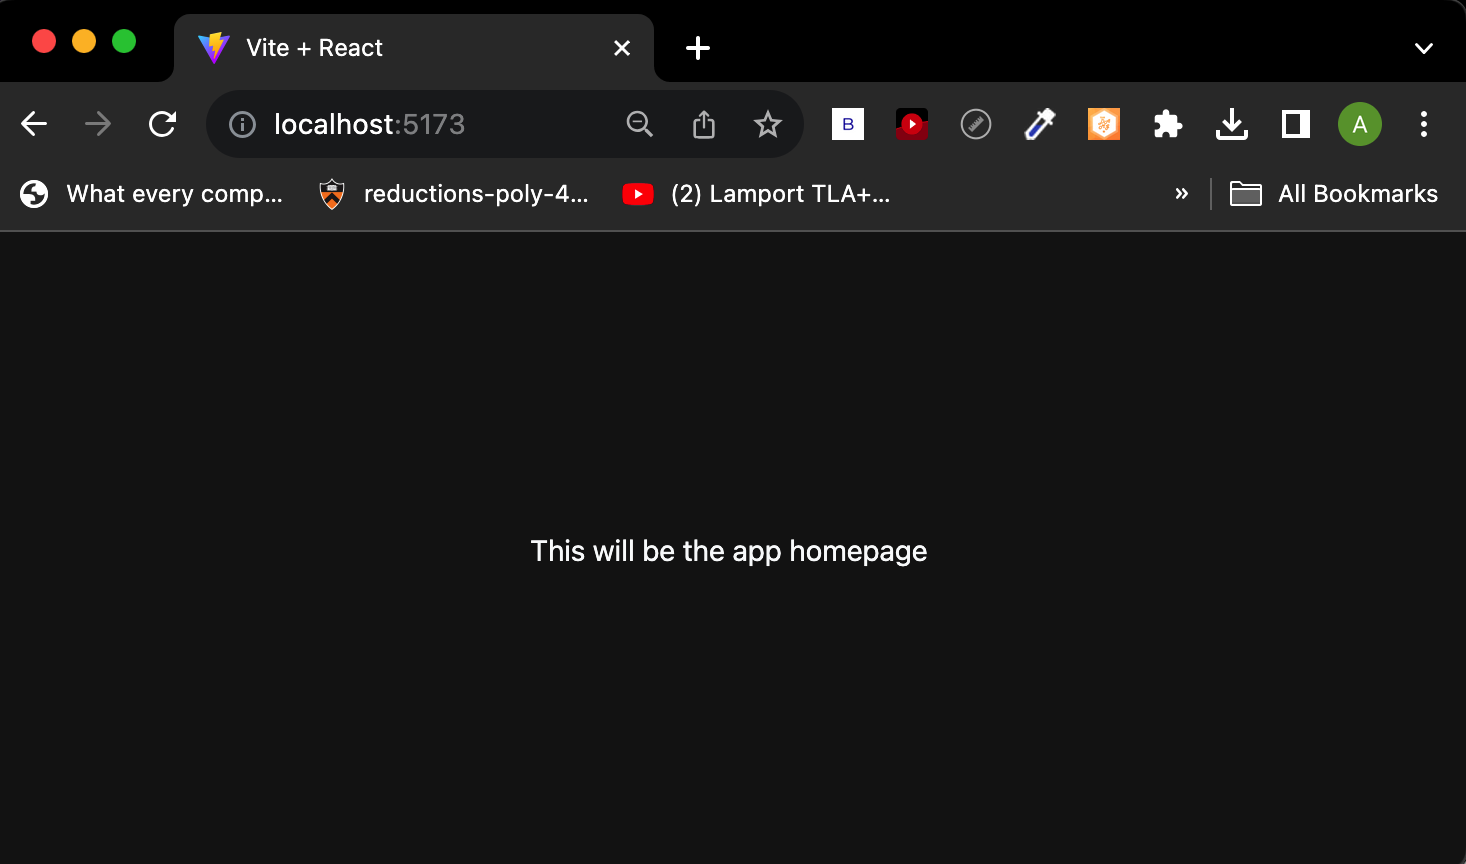 Vite + React
localhost:5173
B
A
What every comp...
reductions-poly-4...
(2) Lamport TLA+...
»
All Bookmarks
This will be the app homepage